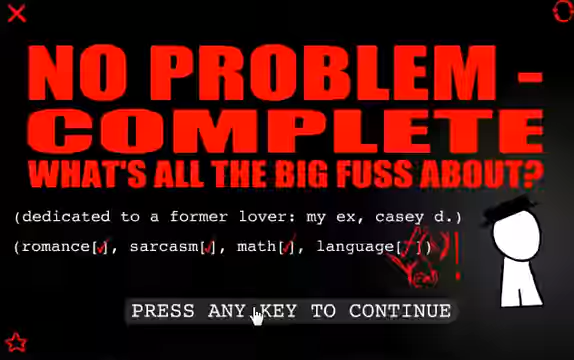 NO PROBLEM -
COMPLETE
WHAT'S ALL THE BIG FUSS ABOUT?
(dedicated to a former lover: my ex, casey d.)
(romance[✓], sarcasm[✓], math[✓], language[ ])
PRESS ANY KEY TO CONTINUE